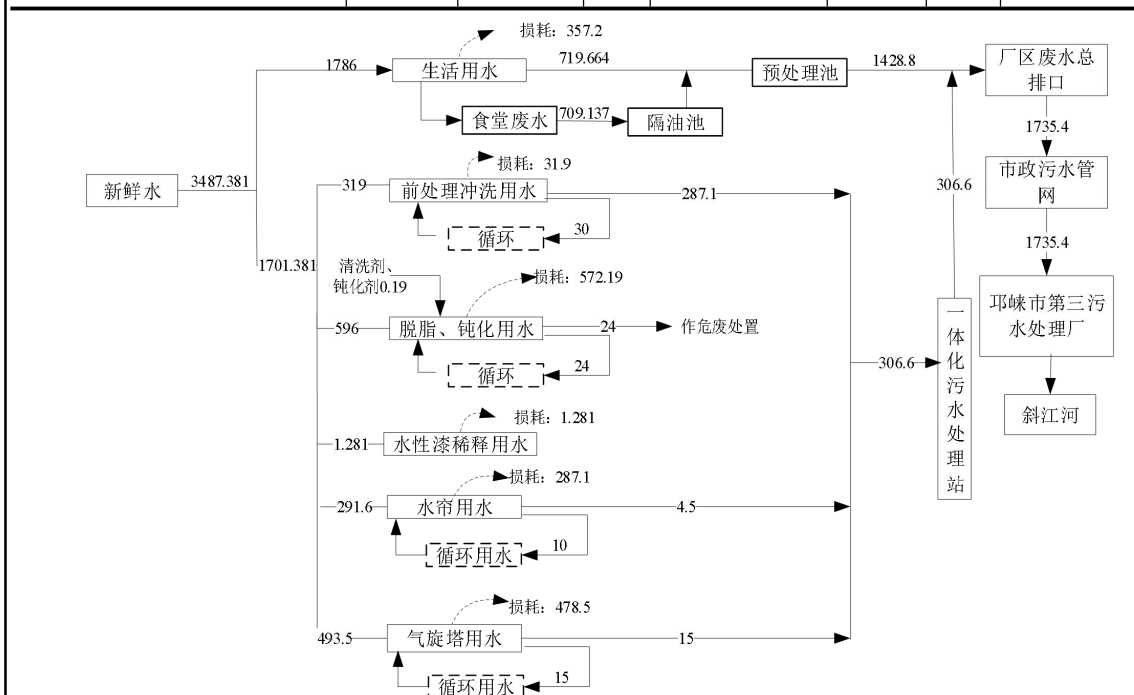 损耗：357.2
1786
生活用水
719.664
预处理池
1428.8
厂区废水总
排口
食堂废水
709.137
隔油池
1735.4
新鲜水
3487.381
损耗：31.9
319
前处理冲洗用水
287.1
306.6
市政污水管
网
循环
30
1735.4
1701.381
清洗剂、
钝化剂0.19
损耗：572.19
596
脱脂、钝化用水
24
作危废处置
循环
24
306.6
一
体
化
污
水
处
理
站
邛崃市第三污
水处理厂
斜江河
损耗：1.281
1.281
水性漆稀释用水
损耗：287.1
291.6
水帘用水
4.5
循环用水
10
损耗：478.5
493.5
气旋塔用水
15
循环用水
15